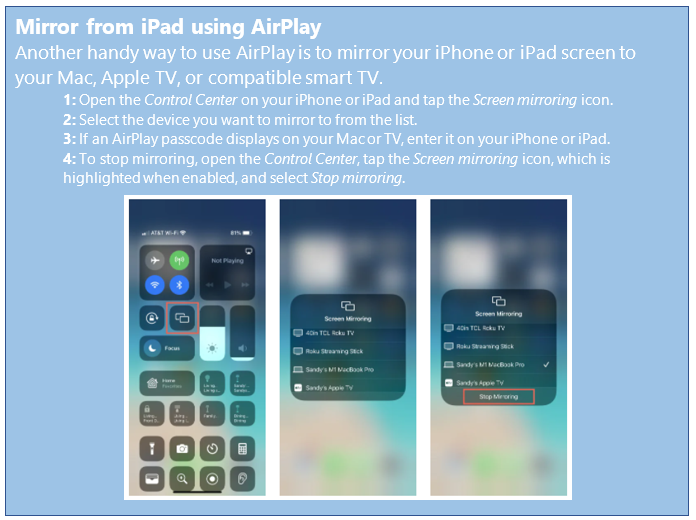 Mirror from iPad using AirPlay
Another handy way to use AirPlay is to mirror your iPhone or iPad screen to
your Mac, Apple TV, or compatible smart TV.
1: Open the Control Center on your iPhone or iPad and tap the Screen mirroring icon.
2: Select the device you want to mirror to from the list.
3: If an AirPlay passcode displays on your Mac or TV, enter it on your iPhone or iPad.
4: To stop mirroring, open the Control Center, tap the Screen mirroring icon, which is
highlighted when enabled, and select Stop mirroring.
AT&T Wi-Fi 81%
Not Playing
Focus
Home
Favorites
Screen Mirroring
40in TCL Roku TV
Roku Streaming Stick
Sandy's M1 MacBook Pro
Sandy's Apple TV
Screen Mirroring
40in TCL Roku TV
Roku Streaming Stick
Sandy's M1 MacBook Pro
Sandy's Apple TV
Stop Mirroring